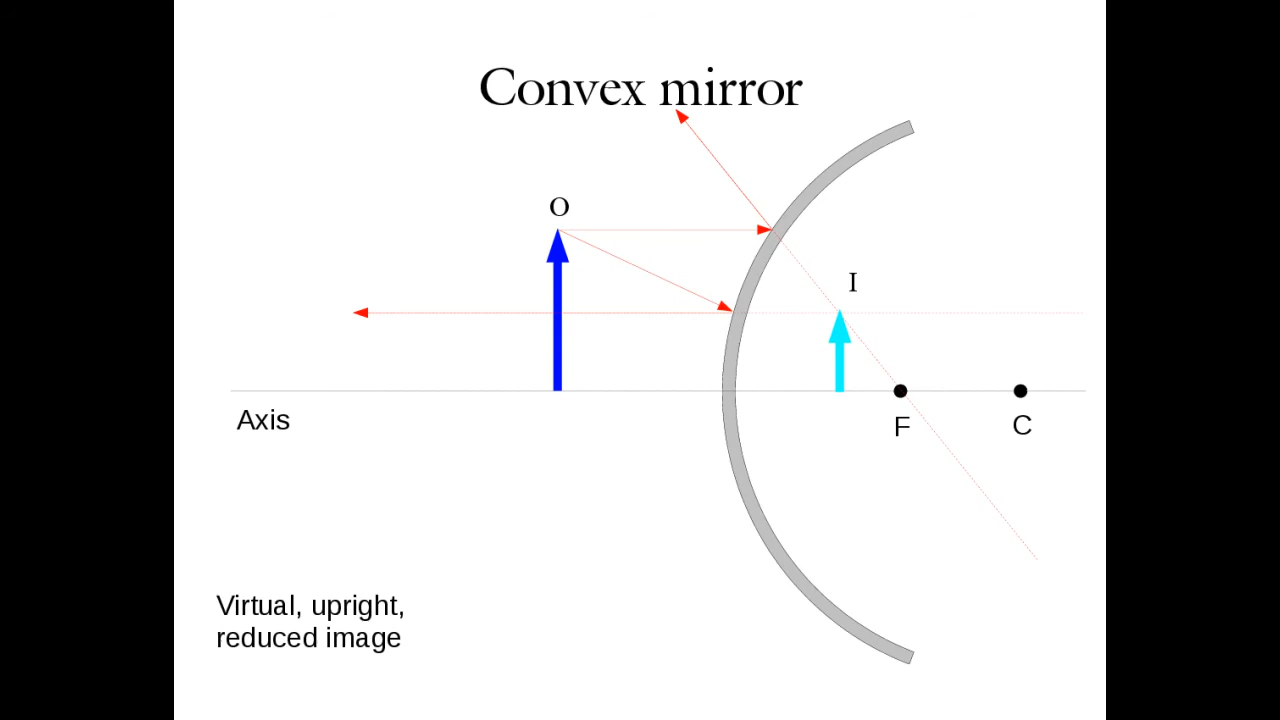 Convex mirror
O
I
Axis
F
C
Virtual, upright,
reduced image